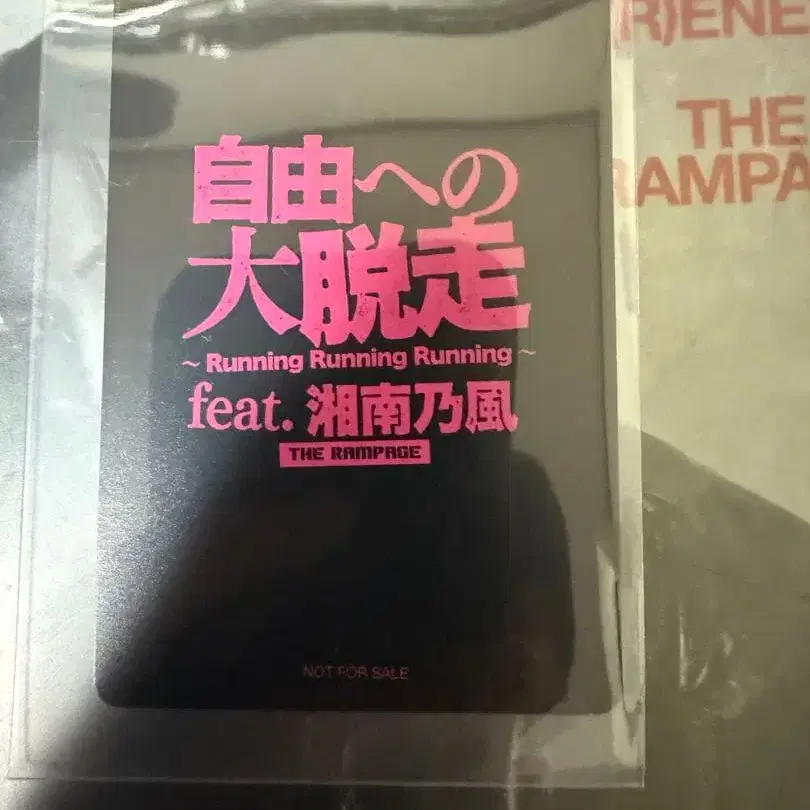 自由への
大脱走
~Running Running Running~
feat. 湘南乃風
THE RAMPAGE
NOT FOR SALE
(R)ENE
THE
RAMPA